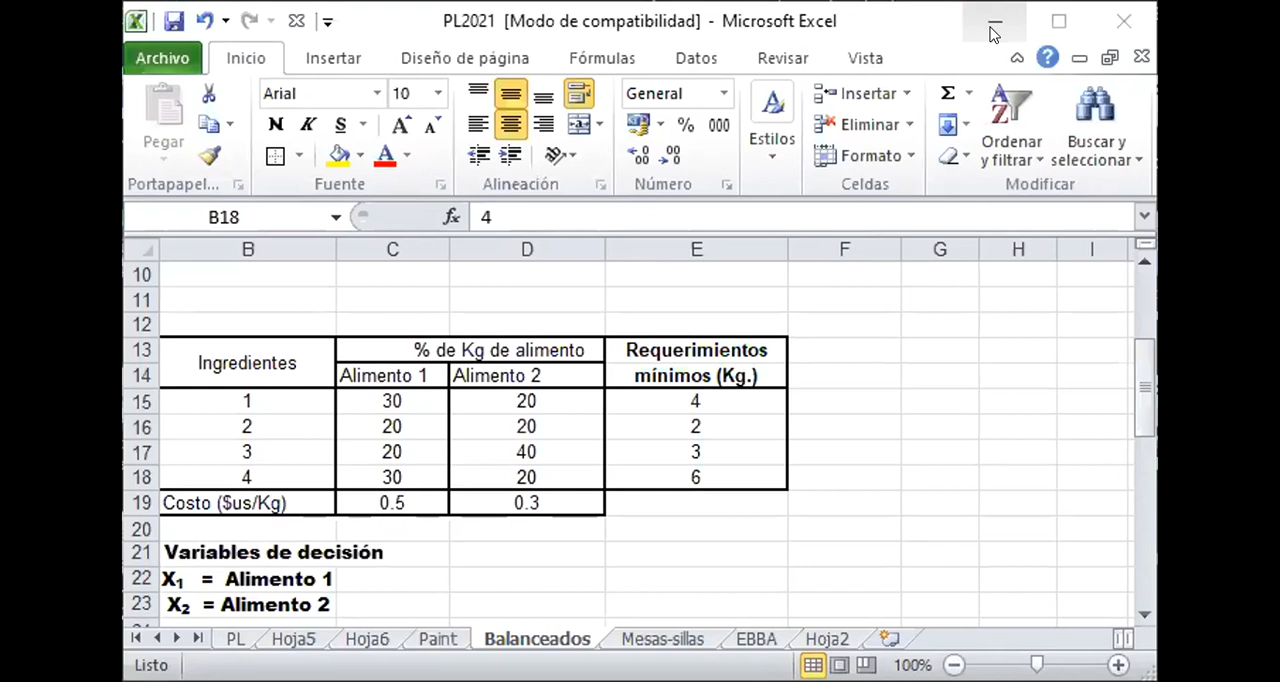 PL2021 [Modo de compatibilidad] - Microsoft Excel
Archivo Inicio Insertar Diseño de página Fórmulas Datos Revisar Vista
Pegar
Portapapel...
Arial 10
N K S A A
A
Fuente
Alineación
General
% 000
Número
Estilos
Insertar
Eliminar
Formato
Celdas
Σ
Ordenar y filtrar
Buscar y seleccionar
Modificar
B18 fx 4
B C D E F G H I
10
11
12
13 Ingredientes % de Kg de alimento Requerimientos
14 Alimento 1 Alimento 2 mínimos (Kg.)
15 1 30 20 4
16 2 20 20 2
17 3 20 40 3
18 4 30 20 6
19 Costo ($us/Kg) 0.5 0.3
20
21 Variables de decisión
22 X₁ = Alimento 1
23 X₂ = Alimento 2
PL Hoja5 Hoja6 Paint Balanceados Mesas-sillas EBBA Hoja2
Listo 100%